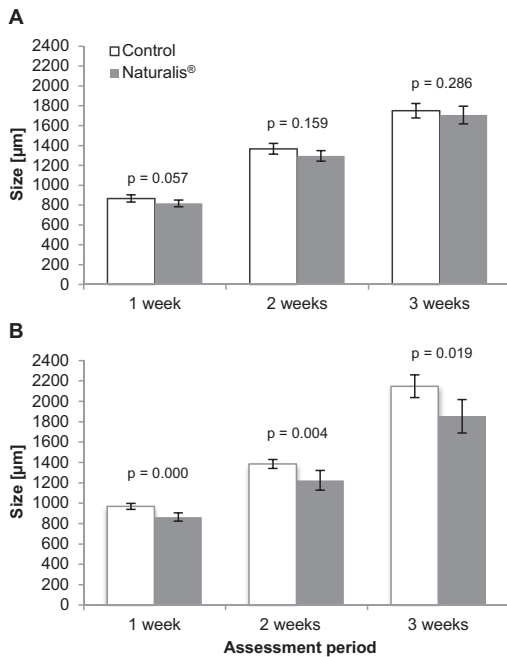 A
2400
2200
2000
1800
1600
1400
1200
1000
800
600
400
200
0
Size [µm]
Control
Naturalis®
p = 0.057
p = 0.159
p = 0.286
1 week
2 weeks
3 weeks
B
2400
2200
2000
1800
1600
1400
1200
1000
800
600
400
200
0
Size [µm]
p = 0.000
p = 0.004
p = 0.019
1 week
2 weeks
3 weeks
Assessment period